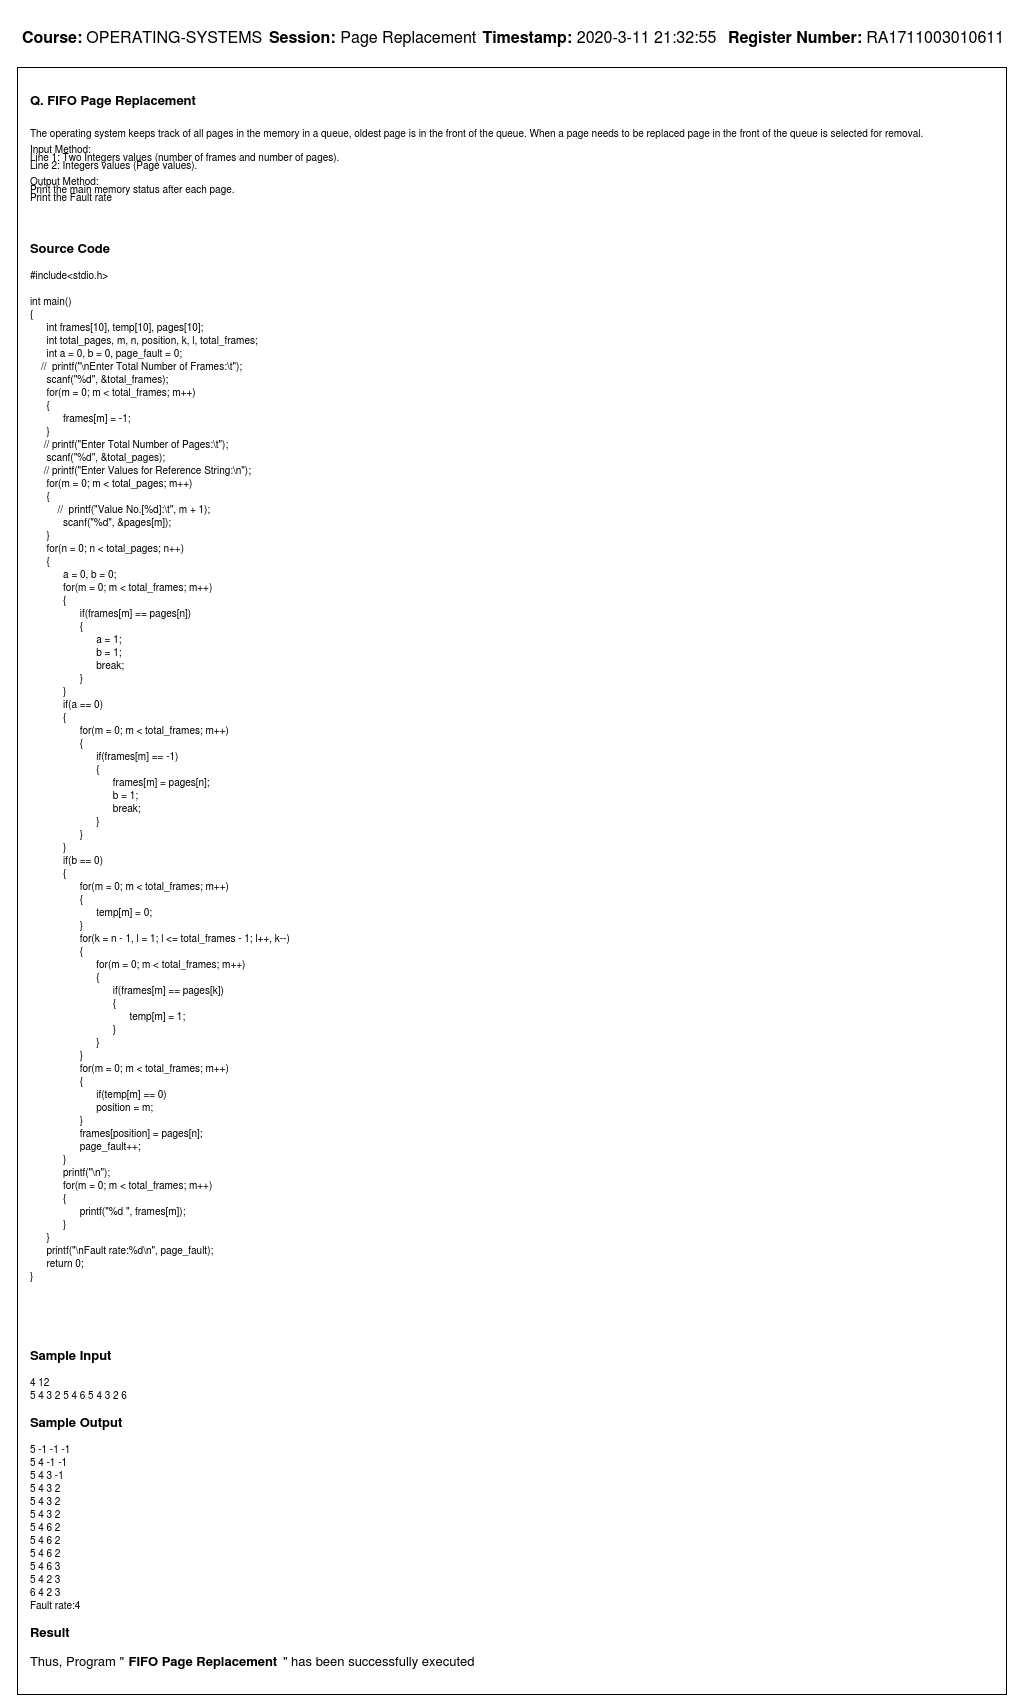 Course: OPERATING-SYSTEMS Session: Page Replacement Timestamp: 2020-3-11 21:32:55 Register Number: RA1711003010611
Q. FIFO Page Replacement
The operating system keeps track of all pages in the memory in a queue, oldest page is in the front of the queue. When a page needs to be replaced page in the front of the queue is selected for removal.
Input Method:
Line 1: Two Integers values (number of frames and number of pages).
Line 2: Integers values (Page values).
Output Method:
Print the main memory status after each page.
Print the Fault rate
Source Code
#include<stdio.h>
int main()
{
int frames[10], temp[10], pages[10];
int total_pages, m, n, position, k, l, total_frames;
int a = 0, b = 0, page_fault = 0;
// printf("\nEnter Total Number of Frames:\t");
scanf("%d", &total_frames);
for(m = 0; m < total_frames; m++)
{
frames[m] = -1;
}
// printf("Enter Total Number of Pages:\t");
scanf("%d", &total_pages);
// printf("Enter Values for Reference String:\n");
for(m = 0; m < total_pages; m++)
{
// printf("Value No.[%d]:\t", m + 1);
scanf("%d", &pages[m]);
}
for(n = 0; n < total_pages; n++)
{
a = 0, b = 0;
for(m = 0; m < total_frames; m++)
{
if(frames[m] == pages[n])
{
a = 1;
b = 1;
break;
}
}
if(a == 0)
{
for(m = 0; m < total_frames; m++)
{
if(frames[m] == -1)
{
frames[m] = pages[n];
b = 1;
break;
}
}
}
if(b == 0)
{
for(m = 0; m < total_frames; m++)
{
temp[m] = 0;
}
for(k = n - 1, l = 1; l <= total_frames - 1; l++, k--)
{
for(m = 0; m < total_frames; m++)
{
if(frames[m] == pages[k])
{
temp[m] = 1;
}
}
}
for(m = 0; m < total_frames; m++)
{
if(temp[m] == 0)
position = m;
}
frames[position] = pages[n];
page_fault++;
}
printf("\n");
for(m = 0; m < total_frames; m++)
{
printf("%d ", frames[m]);
}
}
printf("\nFault rate:%d\n", page_fault);
return 0;
}
Sample Input
4 12
5 4 3 2 5 4 6 5 4 3 2 6
Sample Output
5 -1 -1 -1
5 4 -1 -1
5 4 3 -1
5 4 3 2
5 4 3 2
5 4 3 2
5 4 6 2
5 4 6 2
5 4 6 2
5 4 6 3
5 4 2 3
6 4 2 3
Fault rate:4
Result
Thus, Program " FIFO Page Replacement " has been successfully executed